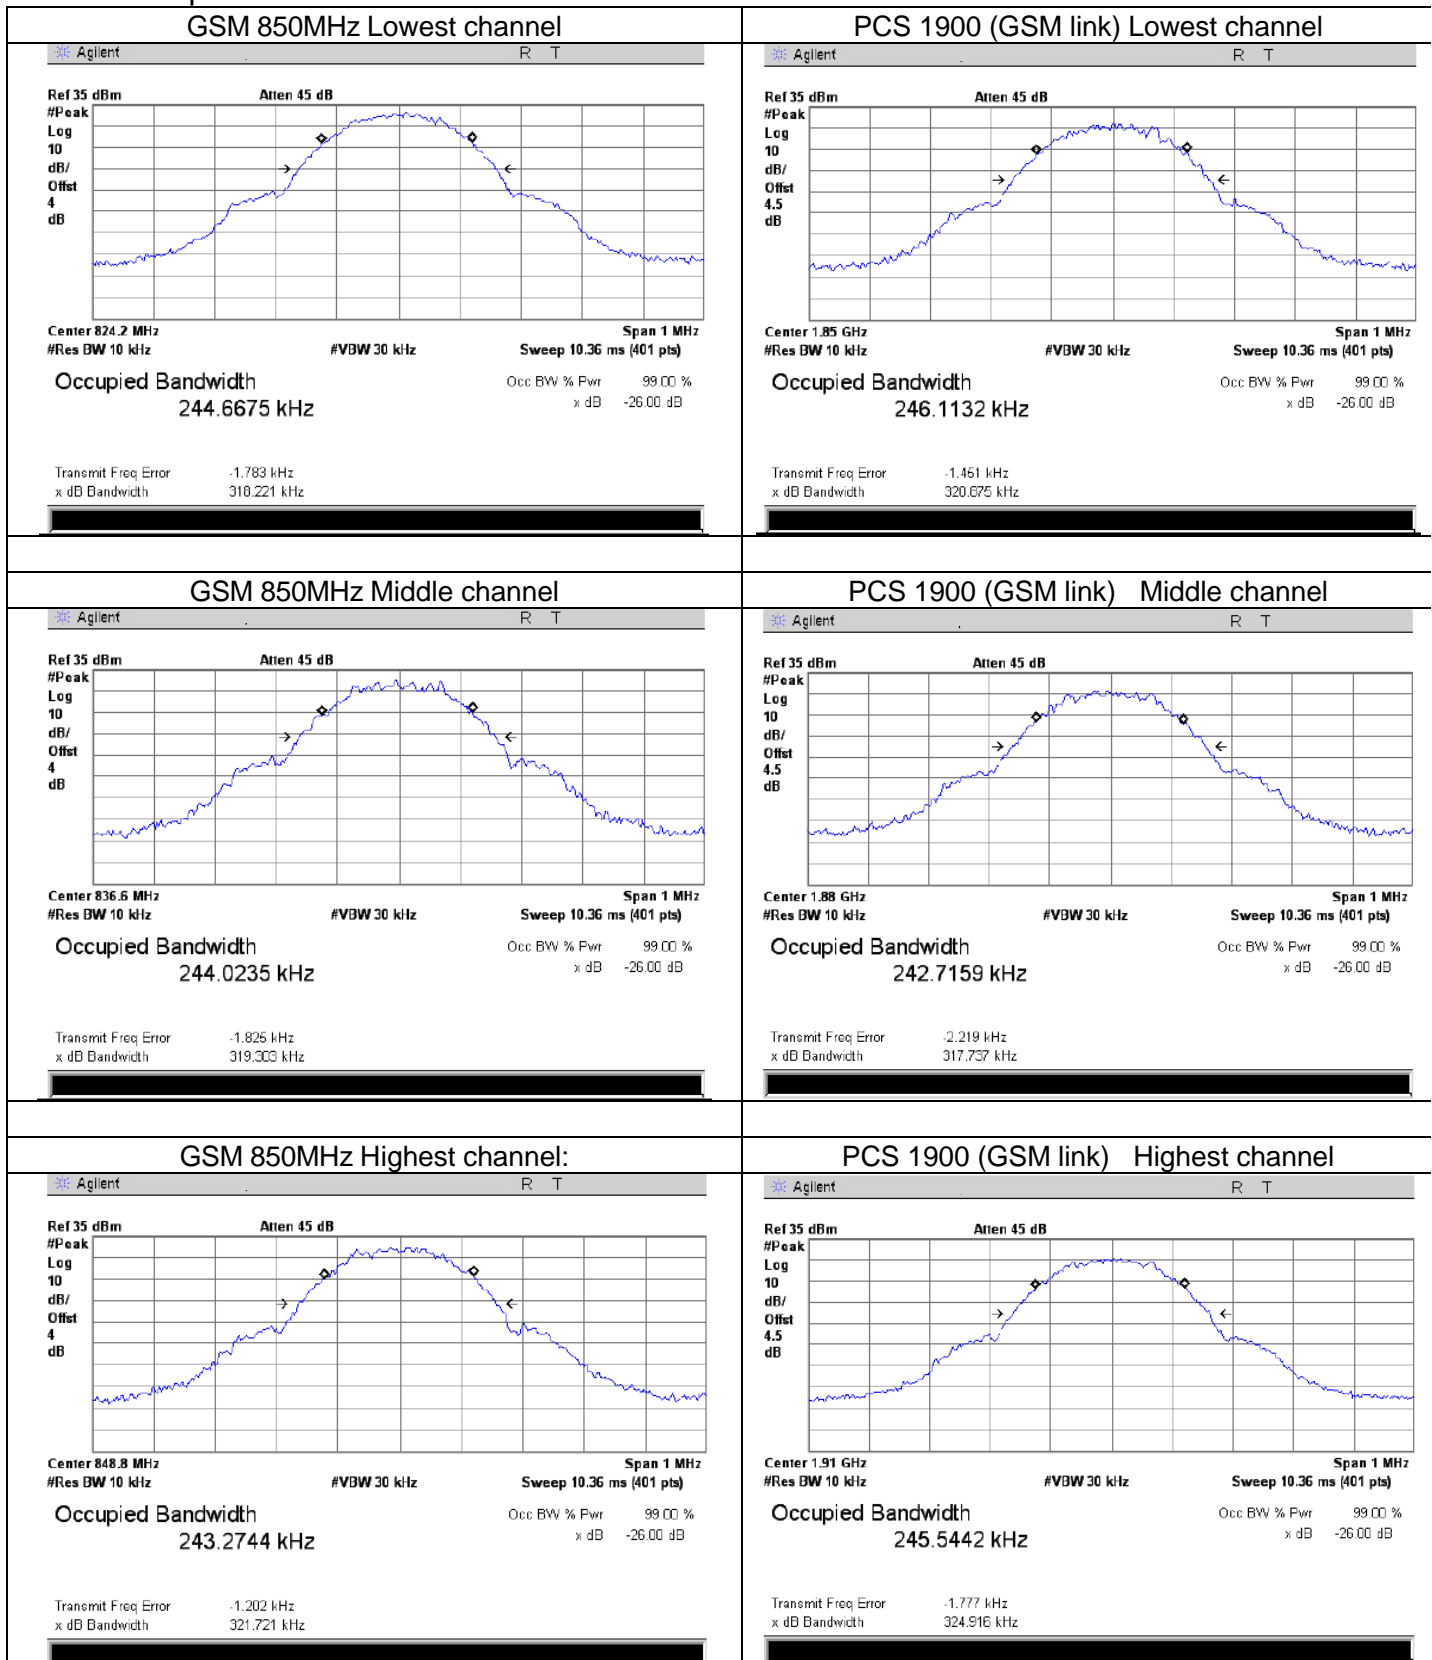 GSM 850MHz Lowest channel
Agilent R T
Ref 35 dBm Atten 45 dB
#Peak
Log
10
dB/
Offst
4
dB
Center 824.2 MHz Span 1 MHz
#Res BW 10 kHz #VBW 30 kHz Sweep 10.36 ms (401 pts)
Occupied Bandwidth Occ BW % Pwr 99.00 %
244.6675 kHz x dB -26.00 dB
Transmit Freq Error -1.783 kHz
x dB Bandwidth 318.221 kHz
PCS 1900 (GSM link) Lowest channel
Agilent R T
Ref 35 dBm Atten 45 dB
#Peak
Log
10
dB/
Offst
4.5
dB
Center 1.85 GHz Span 1 MHz
#Res BW 10 kHz #VBW 30 kHz Sweep 10.36 ms (401 pts)
Occupied Bandwidth Occ BW % Pwr 99.00 %
246.1132 kHz x dB -26.00 dB
Transmit Freq Error -1.451 kHz
x dB Bandwidth 320.675 kHz
GSM 850MHz Middle channel
Agilent R T
Ref 35 dBm Atten 45 dB
#Peak
Log
10
dB/
Offst
4
dB
Center 836.6 MHz Span 1 MHz
#Res BW 10 kHz #VBW 30 kHz Sweep 10.36 ms (401 pts)
Occupied Bandwidth Occ BW % Pwr 99.00 %
244.0235 kHz x dB -26.00 dB
Transmit Freq Error -1.825 kHz
x dB Bandwidth 319.303 kHz
PCS 1900 (GSM link) Middle channel
Agilent R T
Ref 35 dBm Atten 45 dB
#Peak
Log
10
dB/
Offst
4.5
dB
Center 1.88 GHz Span 1 MHz
#Res BW 10 kHz #VBW 30 kHz Sweep 10.36 ms (401 pts)
Occupied Bandwidth Occ BW % Pwr 99.00 %
242.7159 kHz x dB -26.00 dB
Transmit Freq Error -2.219 kHz
x dB Bandwidth 317.737 kHz
GSM 850MHz Highest channel:
Agilent R T
Ref 35 dBm Atten 45 dB
#Peak
Log
10
dB/
Offst
4
dB
Center 848.8 MHz Span 1 MHz
#Res BW 10 kHz #VBW 30 kHz Sweep 10.36 ms (401 pts)
Occupied Bandwidth Occ BW % Pwr 99.00 %
243.2744 kHz x dB -26.00 dB
Transmit Freq Error -1.202 kHz
x dB Bandwidth 321.721 kHz
PCS 1900 (GSM link) Highest channel
Agilent R T
Ref 35 dBm Atten 45 dB
#Peak
Log
10
dB/
Offst
4.5
dB
Center 1.91 GHz Span 1 MHz
#Res BW 10 kHz #VBW 30 kHz Sweep 10.36 ms (401 pts)
Occupied Bandwidth Occ BW % Pwr 99.00 %
245.5442 kHz x dB -26.00 dB
Transmit Freq Error -1.777 kHz
x dB Bandwidth 324.916 kHz